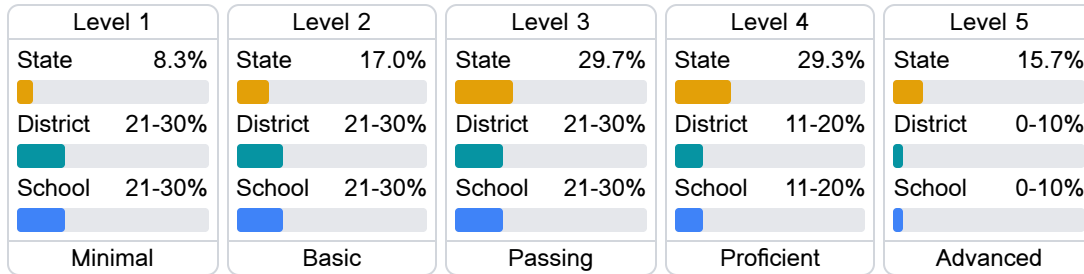 Level 1
State 8.3%
District 21-30%
School 21-30%
Minimal
Level 2
State 17.0%
District 21-30%
School 21-30%
Basic
Level 3
State 29.7%
District 21-30%
School 21-30%
Passing
Level 4
State 29.3%
District 11-20%
School 11-20%
Proficient
Level 5
State 15.7%
District 0-10%
School 0-10%
Advanced